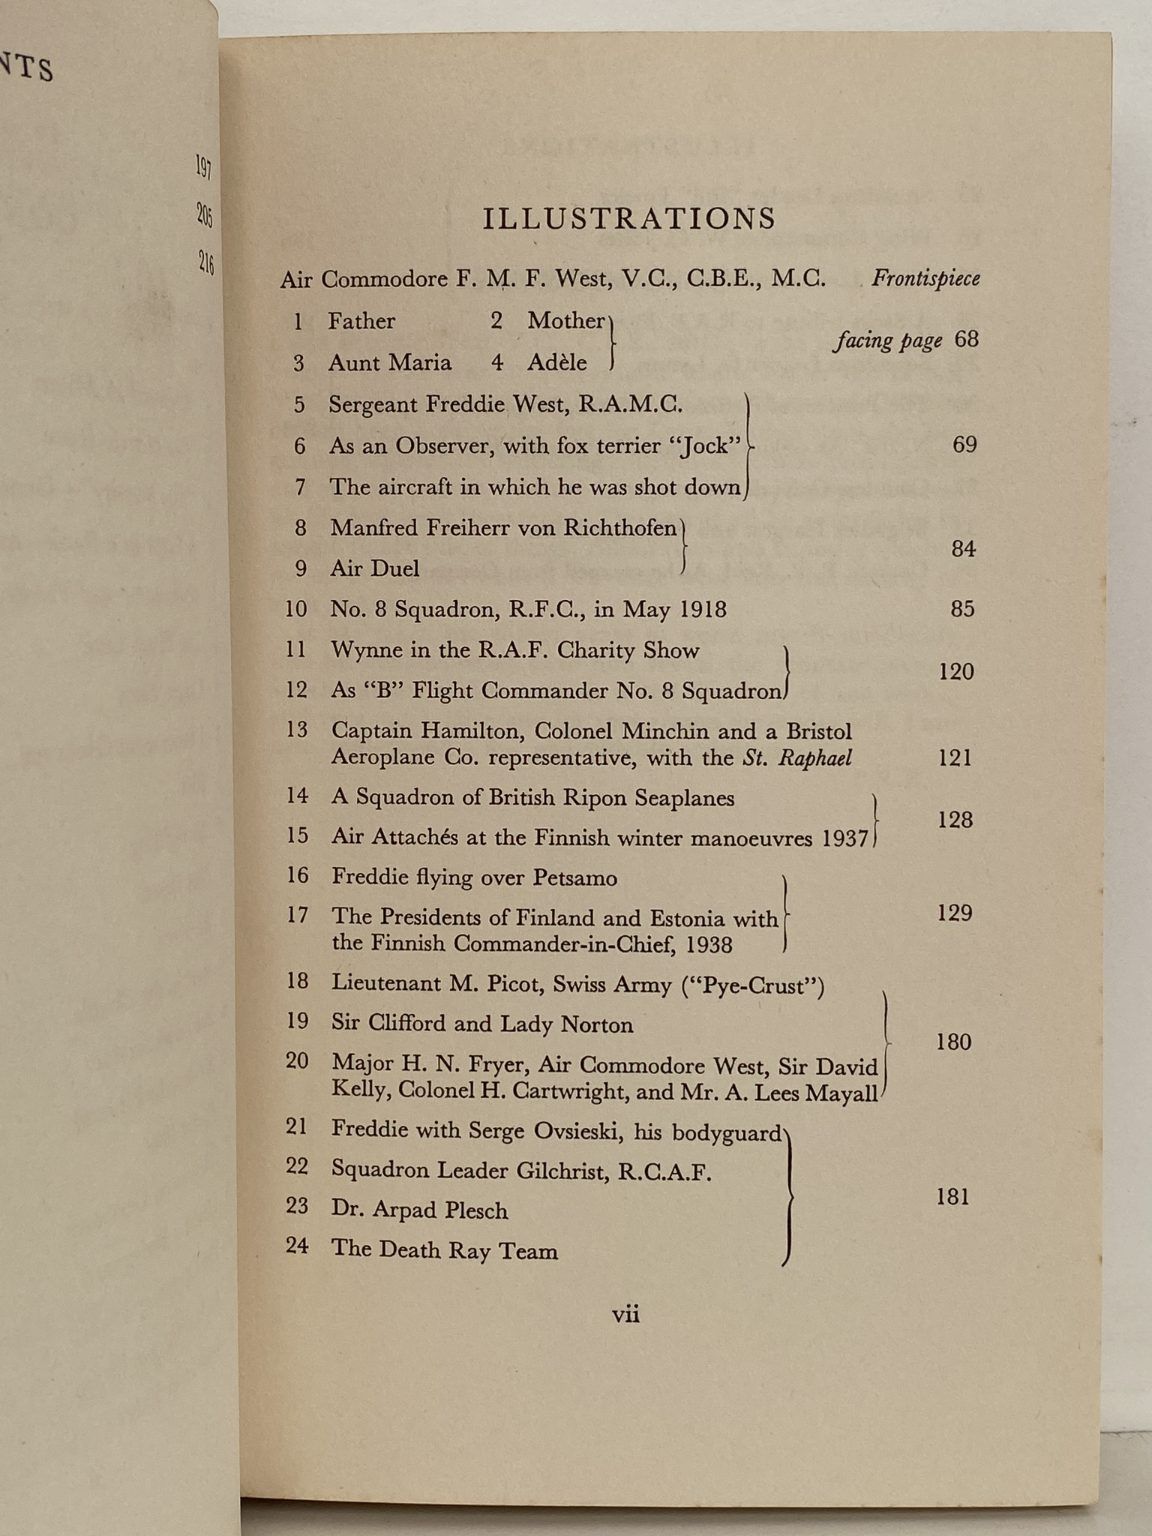 NTS
197
205
216
ILLUSTRATIONS
Air Commodore F. M. F. West, V.C., C.B.E., M.C. Frontispiece
1 Father 2 Mother
facing page 68
3 Aunt Maria 4 Adèle
5 Sergeant Freddie West, R.A.M.C.
6 As an Observer, with fox terrier “Jock” 69
7 The aircraft in which he was shot down
8 Manfred Freiherr von Richthofen
84
9 Air Duel
10 No. 8 Squadron, R.F.C., in May 1918 85
11 Wynne in the R.A.F. Charity Show
120
12 As “B” Flight Commander No. 8 Squadron
13 Captain Hamilton, Colonel Minchin and a Bristol
Aeroplane Co. representative, with the St. Raphael 121
14 A Squadron of British Ripon Seaplanes
128
15 Air Attachés at the Finnish winter manoeuvres 1937
16 Freddie flying over Petsamo
17 The Presidents of Finland and Estonia with 129
the Finnish Commander-in-Chief, 1938
18 Lieutenant M. Picot, Swiss Army (“Pye-Crust”)
19 Sir Clifford and Lady Norton
180
20 Major H. N. Fryer, Air Commodore West, Sir David
Kelly, Colonel H. Cartwright, and Mr. A. Lees Mayall
21 Freddie with Serge Ovsieski, his bodyguard
22 Squadron Leader Gilchrist, R.C.A.F.
181
23 Dr. Arpad Plesch
24 The Death Ray Team
vii